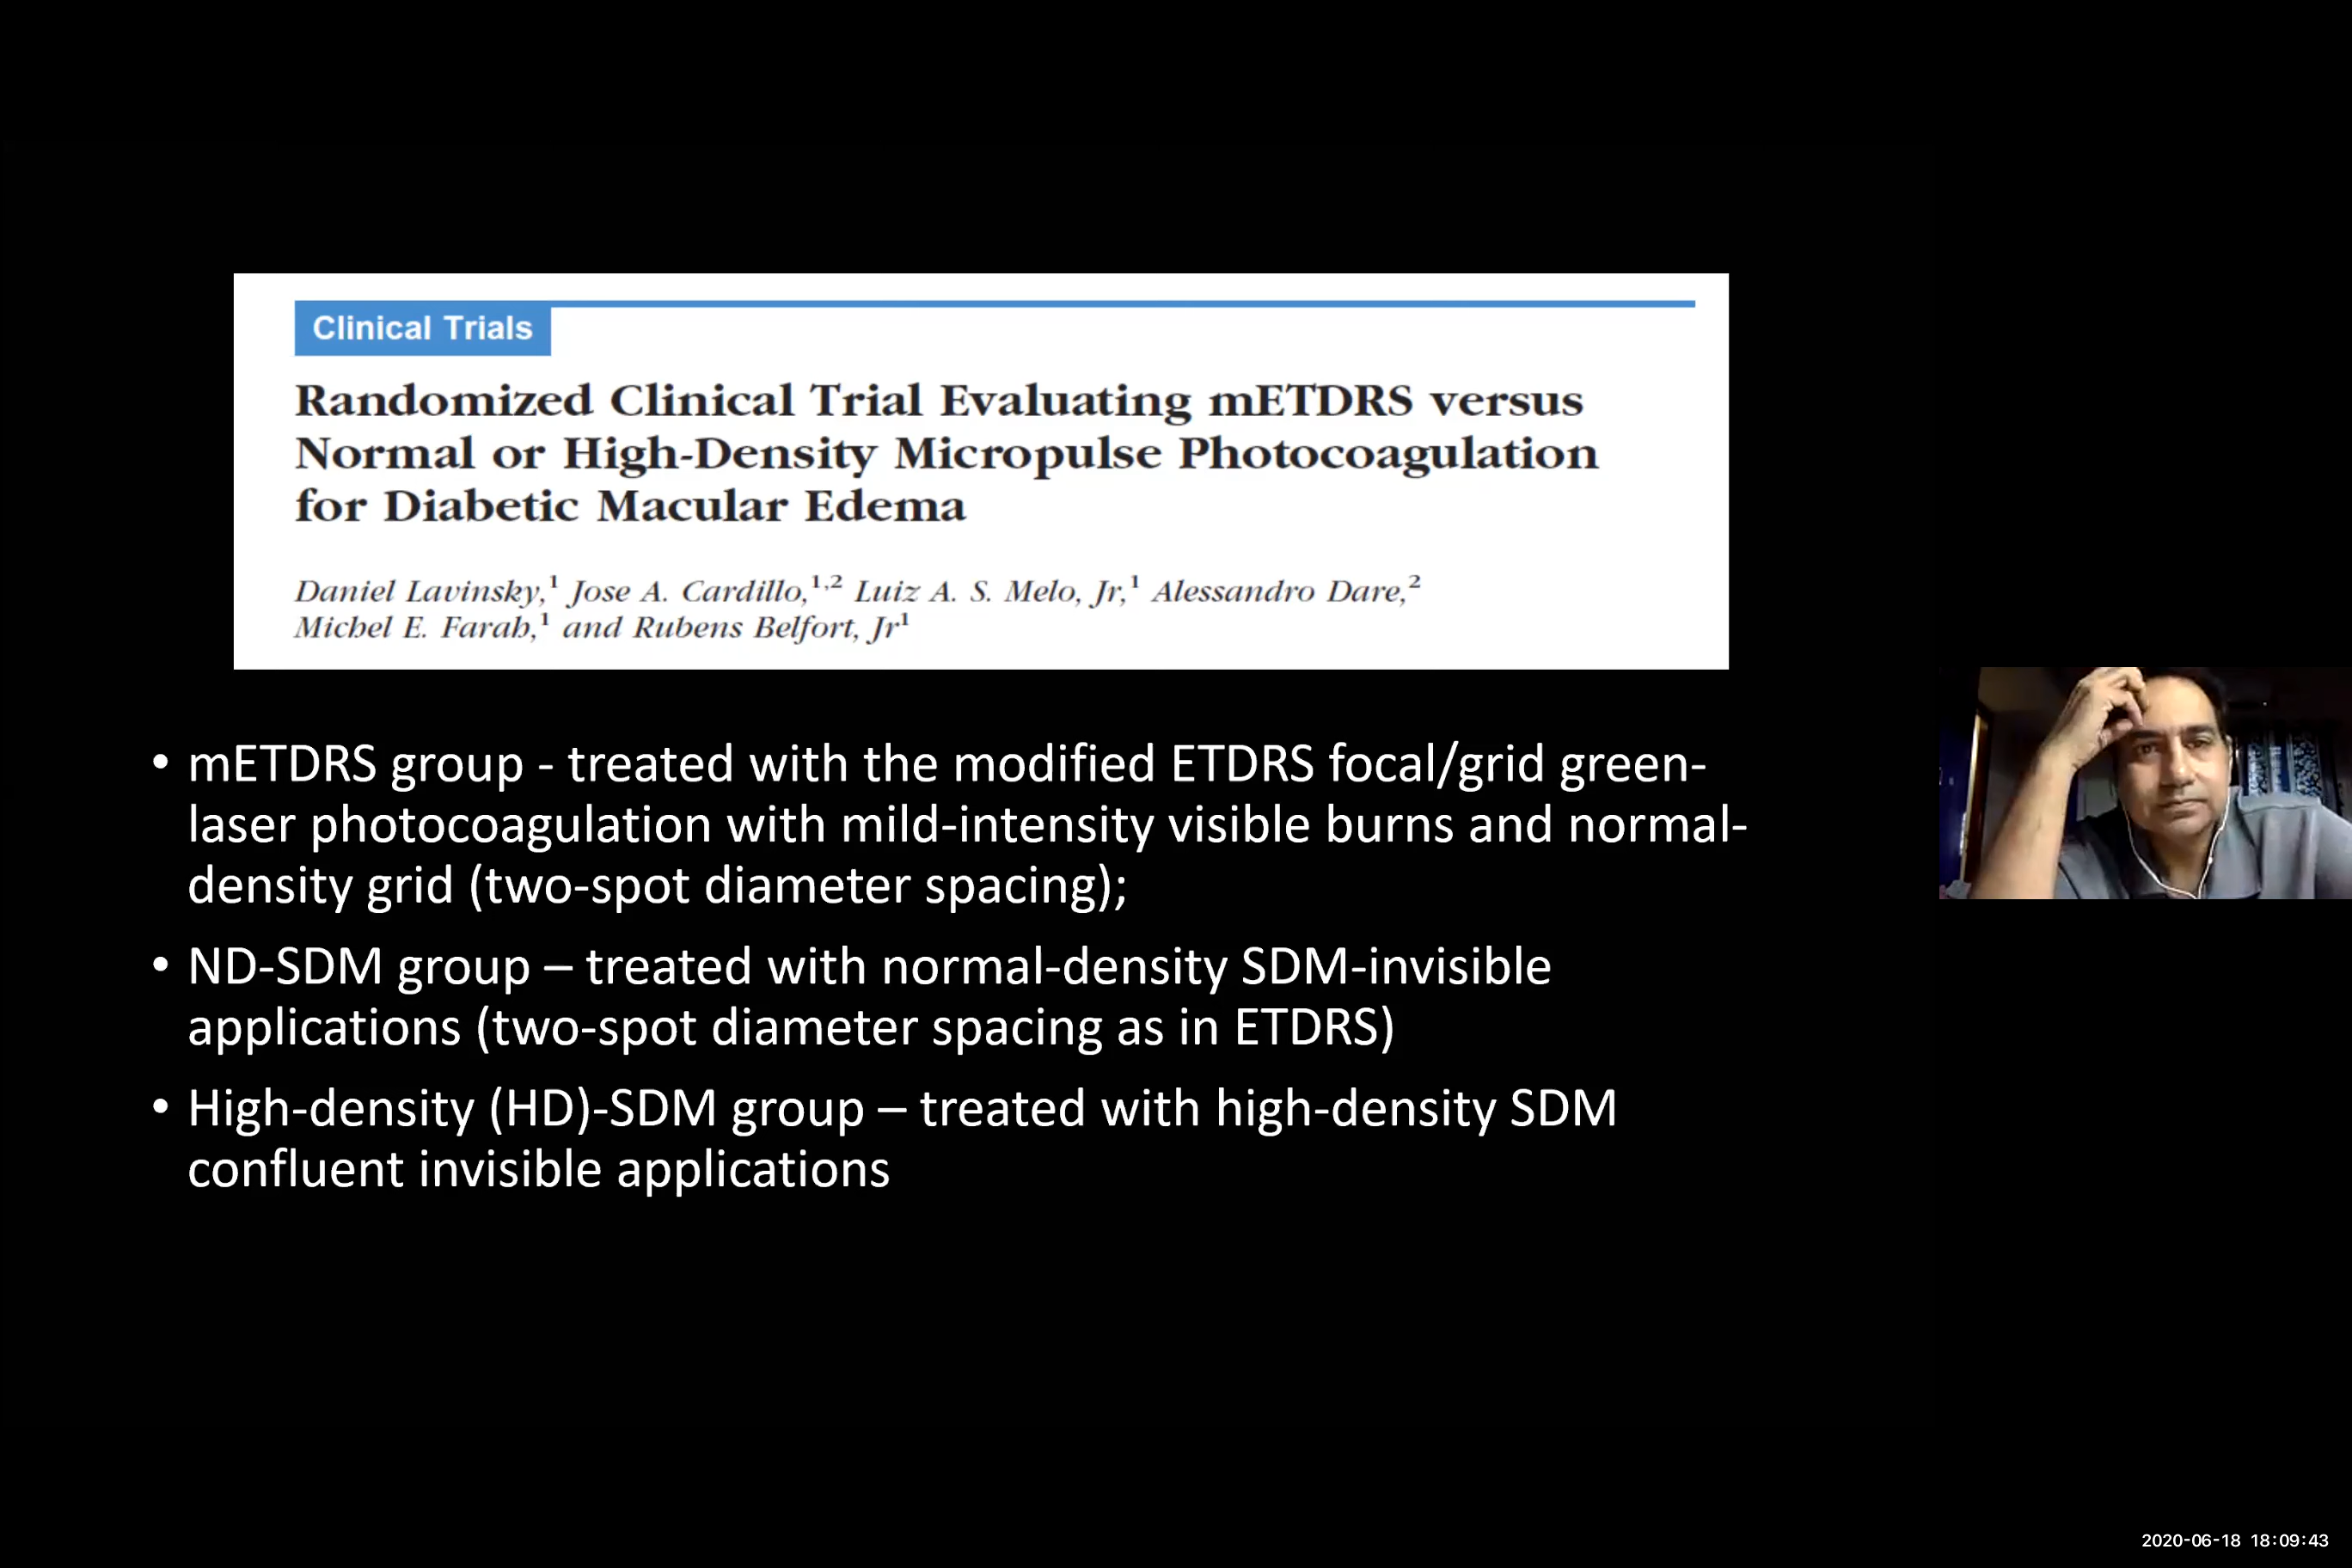 Clinical Trials
Randomized Clinical Trial Evaluating mETDRS versus
Normal or High-Density Micropulse Photocoagulation
for Diabetic Macular Edema
Daniel Lavinsky,¹ Jose A. Cardillo,¹,² Luiz A. S. Melo, Jr,¹ Alessandro Dare,²
Michel E. Farah,¹ and Rubens Belfort, Jr¹
• mETDRS group - treated with the modified ETDRS focal/grid green-
laser photocoagulation with mild-intensity visible burns and normal-
density grid (two-spot diameter spacing);
• ND-SDM group – treated with normal-density SDM-invisible
applications (two-spot diameter spacing as in ETDRS)
• High-density (HD)-SDM group – treated with high-density SDM
confluent invisible applications
2020-06-18 18:09:43